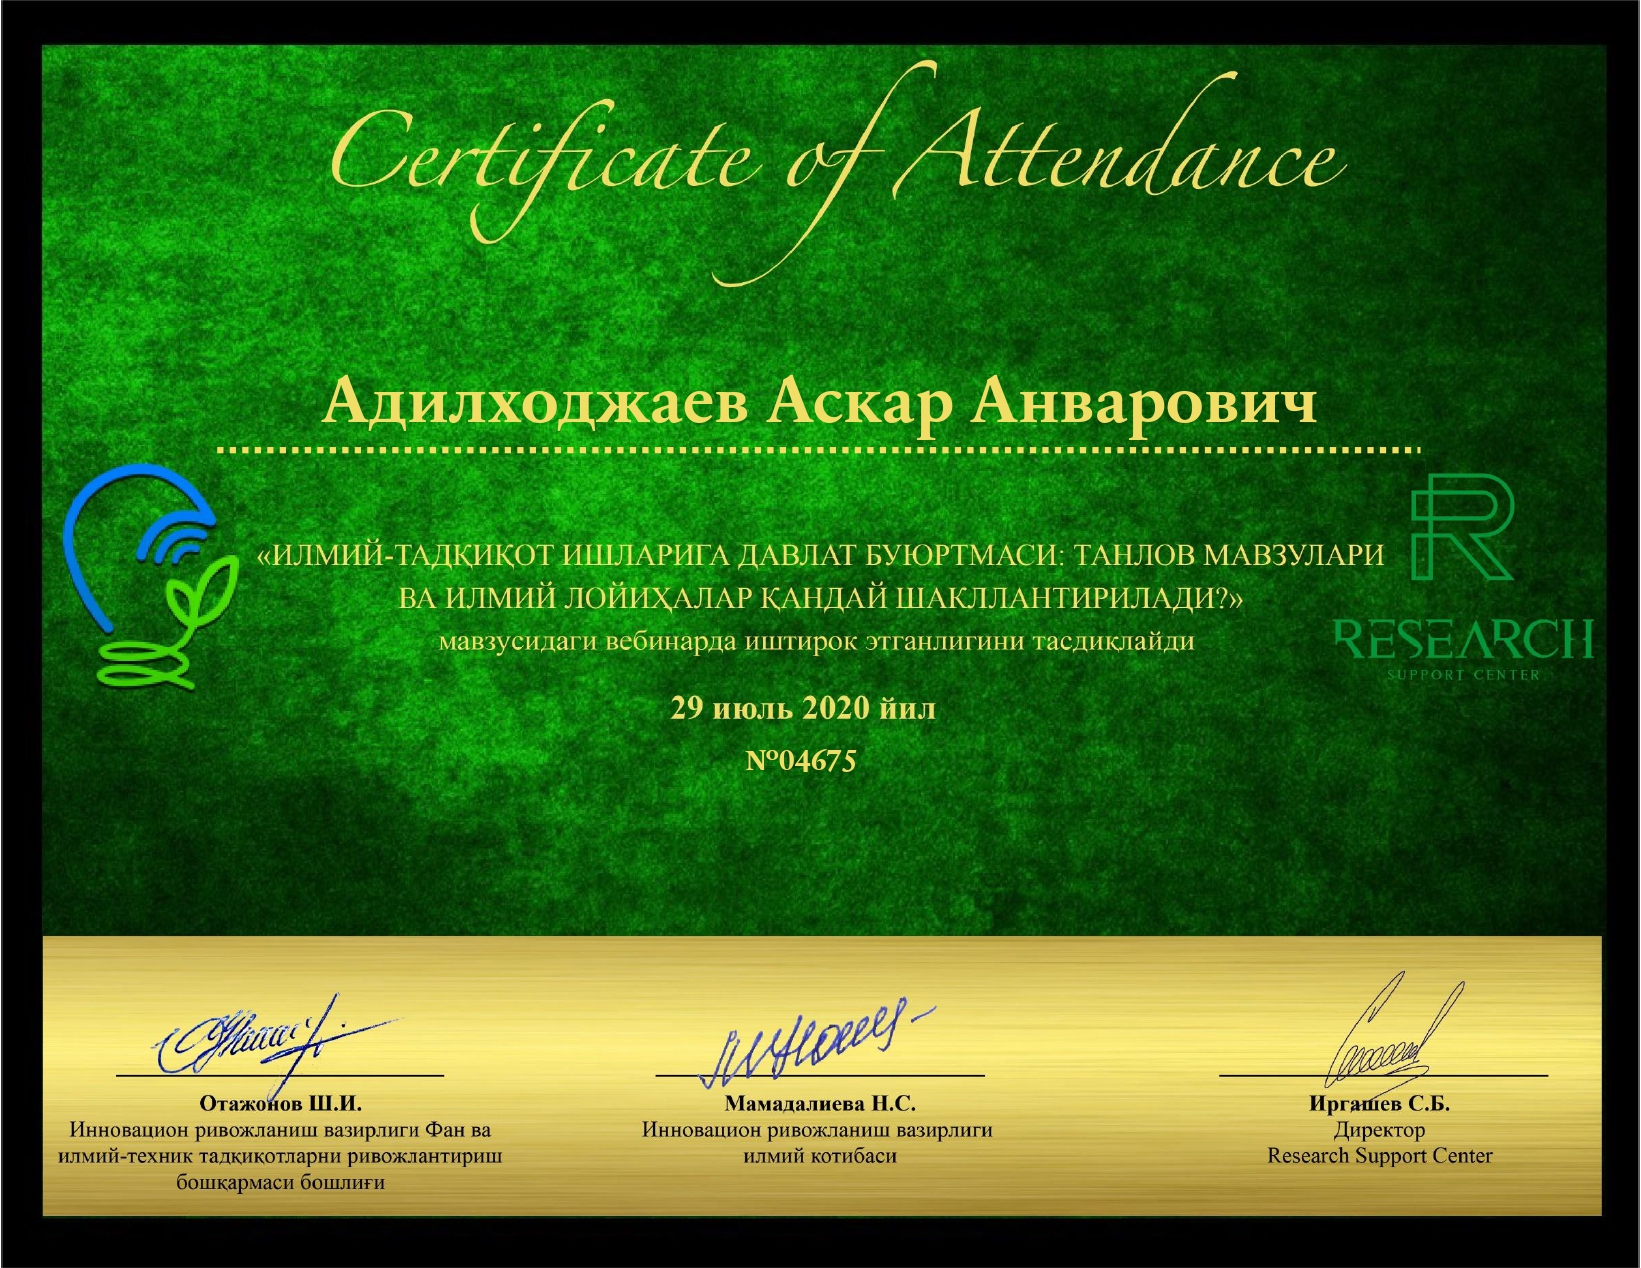 Certificate of Attendance
Адилходжаев Аскар Анварович
«ИЛМИЙ-ТАДҚИҚОТ ИШЛАРИГА ДАВЛАТ БУЮРТМАСИ: ТАНЛОВ МАВЗУЛАРИ
ВА ИЛМИЙ ЛОЙИҲАЛАР ҚАНДАЙ ШАКЛЛАНТИРИЛАДИ?»
мавзусидаги вебинарда иштирок этганлигини тасдиқлайди
RESEARCH
SUPPORT CENTER
29 июль 2020 йил
№04675
Отажонов Ш.И.
Инновацион ривожланиш вазирлиги Фан ва
илмий-техник тадқиқотларни ривожлантириш
бошқармаси бошлиғи
Мамадалиева Н.С.
Инновацион ривожланиш вазирлиги
илмий котибаси
Иргашев С.Б.
Директор
Research Support Center